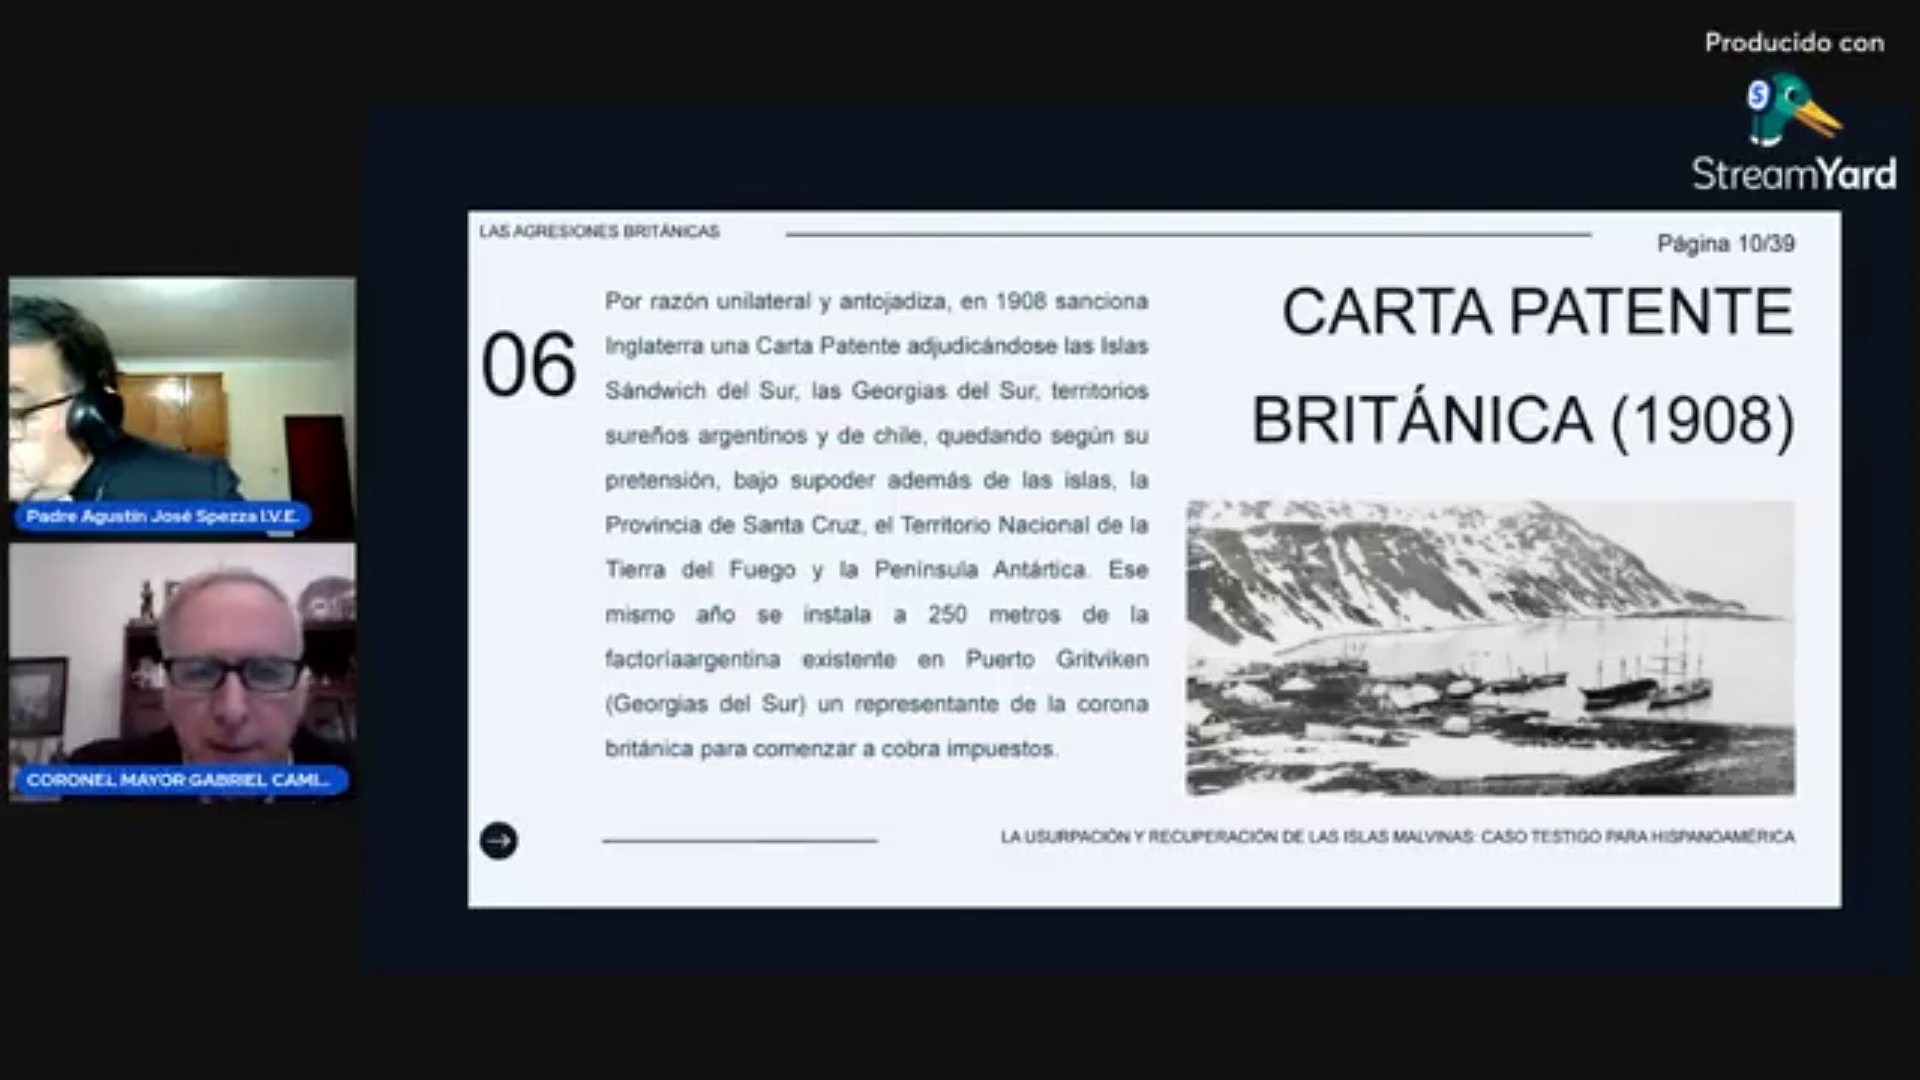 Producido con
StreamYard
LAS AGRESIONES BRITÁNICAS
Página 10/39
06
Por razón unilateral y antojadiza, en 1908 sanciona
Inglaterra una Carta Patente adjudicándose las Islas
Sándwich del Sur, las Georgias del Sur, territorios
sureños argentinos y de chile, quedando según su
pretensión, bajo supoder además de las islas, la
Provincia de Santa Cruz, el Territorio Nacional de la
Tierra del Fuego y la Península Antártica. Ese
mismo año se instala a 250 metros de la
factoríaargentina existente en Puerto Gritviken
(Georgias del Sur) un representante de la corona
británica para comenzar a cobra impuestos.
CARTA PATENTE
BRITÁNICA (1908)
LA USURPACIÓN Y RECUPERACIÓN DE LAS ISLAS MALVINAS: CASO TESTIGO PARA HISPANOAMÉRICA
Padre Agustín José Spezza I.V.E.
CORONEL MAYOR GABRIEL CAMI...